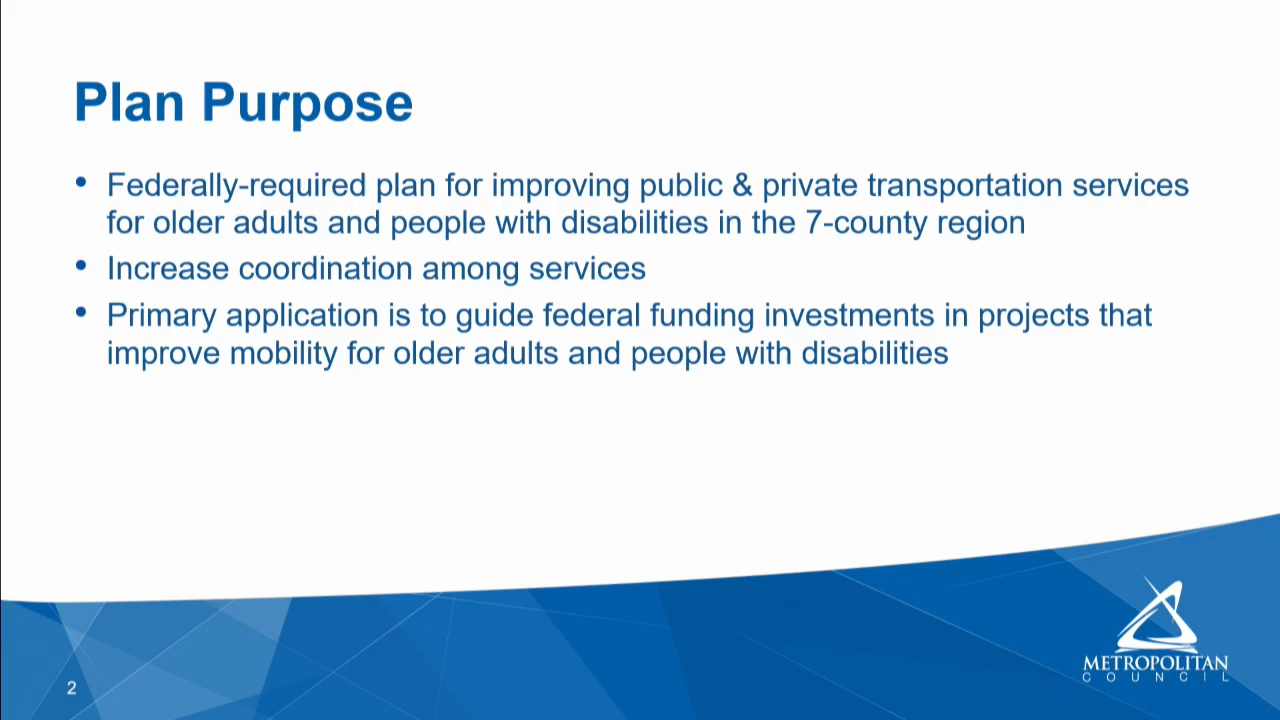 Plan Purpose
• Federally-required plan for improving public & private transportation services
for older adults and people with disabilities in the 7-county region
• Increase coordination among services
• Primary application is to guide federal funding investments in projects that
improve mobility for older adults and people with disabilities
METROPOLITAN
COUNCIL
2